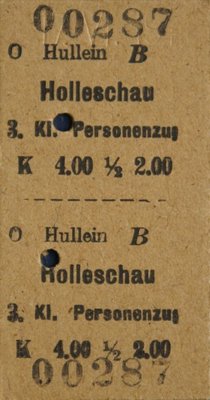 00287
O Hullein B
Holleschau
3. Kl. Personenzug
K 4.00 ½ 2.00
O Hullein B
Holleschau
3. Kl. Personenzug
K 4.00 ½ 2.00
00287